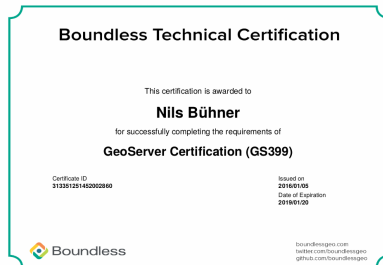 Boundless Technical Certification
This certification is awarded to
Nils Bühner
for successfully completing the requirements of
GeoServer Certification (GS399)
Certificate ID
313351251452002860
Issued on
2016/01/05
Date of Expiration
2019/01/20
Boundless
boundlessgeo.com
twitter.com/boundlessgeo
github.com/boundlessgeo